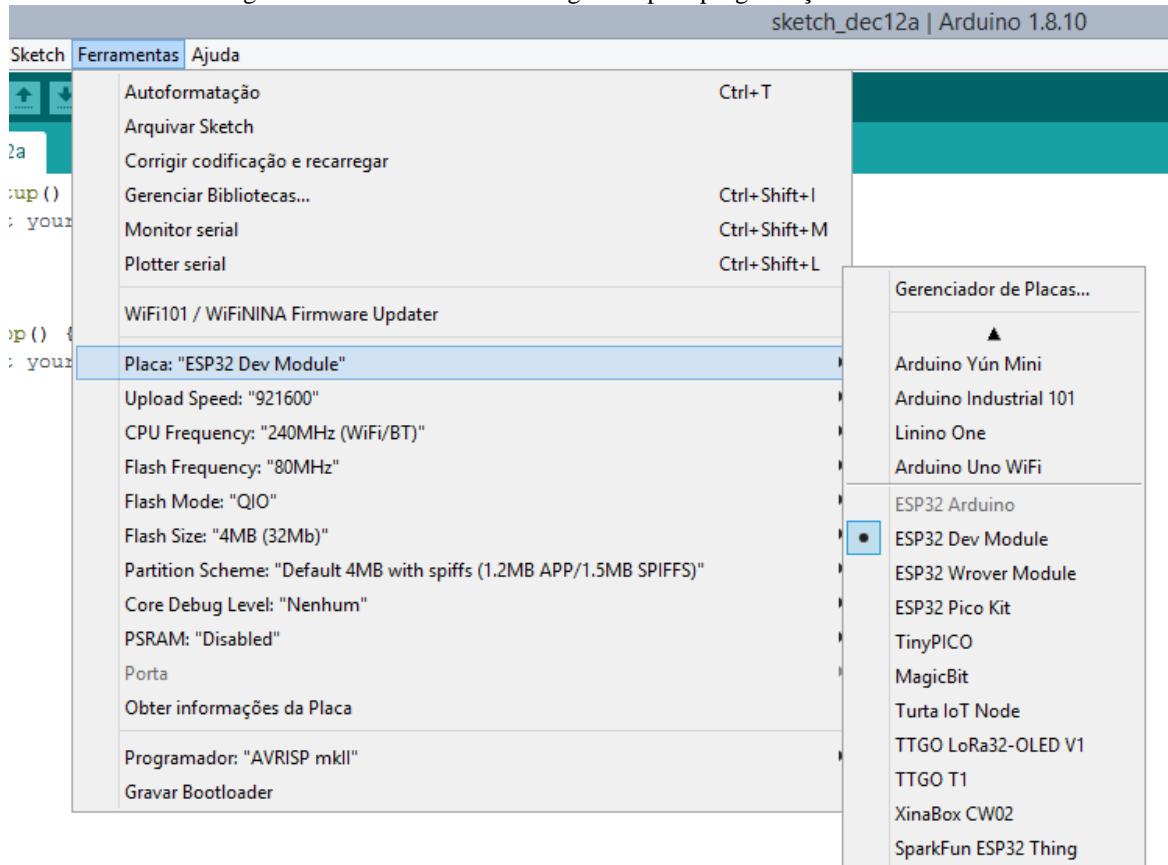 sketch_dec12a | Arduino 1.8.10
Sketch Ferramentas Ajuda
Autoformatação Ctrl+T
Arquivar Sketch
2a
Corrigir codificação e recarregar
up() Gerenciar Bibliotecas... Ctrl+Shift+I
your Monitor serial Ctrl+Shift+M
Plotter serial Ctrl+Shift+L
WiFi101 / WiFiNINA Firmware Updater
op() {
your Placa: "ESP32 Dev Module"
Upload Speed: "921600"
CPU Frequency: "240MHz (WiFi/BT)"
Flash Frequency: "80MHz"
Flash Mode: "QIO"
Flash Size: "4MB (32Mb)"
Partition Scheme: "Default 4MB with spiffs (1.2MB APP/1.5MB SPIFFS)"
Core Debug Level: "Nenhum"
PSRAM: "Disabled"
Porta
Obter informações da Placa
Programador: "AVRISP mkII"
Gravar Bootloader
Gerenciador de Placas...
Arduino Yún Mini
Arduino Industrial 101
Linino One
Arduino Uno WiFi
ESP32 Arduino
ESP32 Dev Module
ESP32 Wrover Module
ESP32 Pico Kit
TinyPICO
MagicBit
Turta IoT Node
TTGO LoRa32-OLED V1
TTGO T1
XinaBox CW02
SparkFun ESP32 Thing